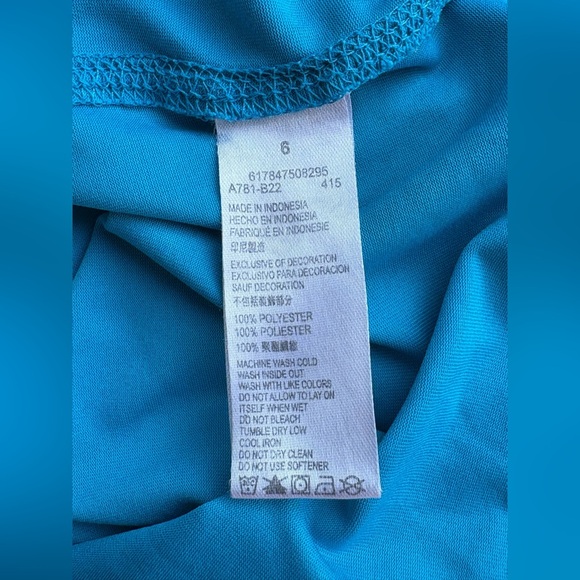 6
617847508295
A781-B22 415
MADE IN INDONESIA
HECHO EN INDONESIA
FABRIQUÉ EN INDONESIE
印尼製造
EXCLUSIVE OF DECORATION
EXCLUSIVO PARA DECORACION
SAUF DECORATION
不包括裝飾部分
100% POLYESTER
100% POLIESTER
100% 聚酯纖維
MACHINE WASH COLD
WASH INSIDE OUT
WASH WITH LIKE COLORS
DO NOT ALLOW TO LAY ON
ITSELF WHEN WET
DO NOT BLEACH
TUMBLE DRY LOW
COOL IRON
DO NOT DRY CLEAN
DO NOT USE SOFTENER